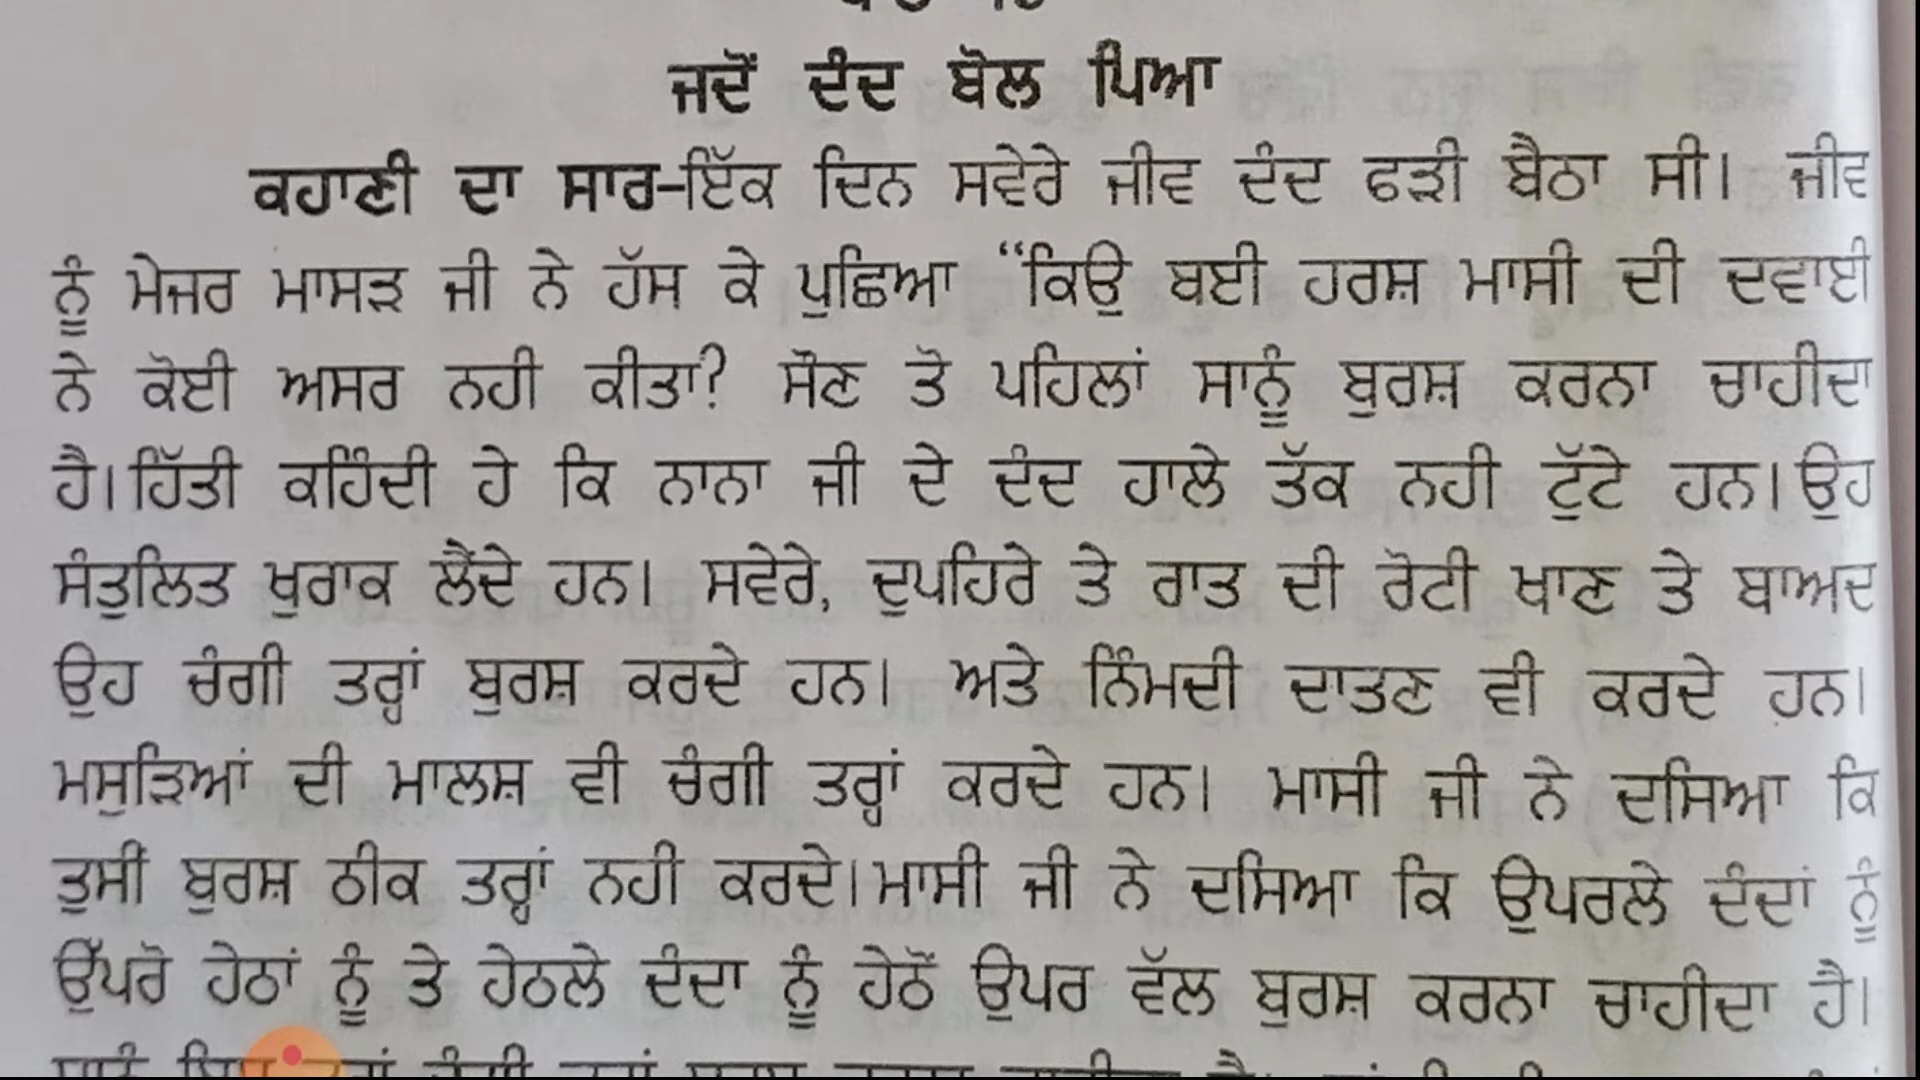 ਜਦੋਂ ਦੰਦ ਬੋਲ ਪਿਆ
ਕਹਾਣੀ ਦਾ ਸਾਰ-ਇੱਕ ਦਿਨ ਸਵੇਰੇ ਜੀਵ ਦੰਦ ਫੜੀ ਬੈਠਾ ਸੀ। ਜੀਵ
ਨੂੰ ਮੇਜਰ ਮਾਸੜ ਜੀ ਨੇ ਹੱਸ ਕੇ ਪੁਛਿਆ “ਕਿਉ ਬਈ ਹਰਸ਼ ਮਾਸੀ ਦੀ ਦਵਾਈ
ਨੇ ਕੋਈ ਅਸਰ ਨਹੀ ਕੀਤਾ? ਸੌਣ ਤੋ ਪਹਿਲਾਂ ਸਾਨੂੰ ਬੁਰਸ਼ ਕਰਨਾ ਚਾਹੀਦਾ
ਹੈ। ਹਿੱਤੀ ਕਹਿੰਦੀ ਹੇ ਕਿ ਨਾਨਾ ਜੀ ਦੇ ਦੰਦ ਹਾਲੇ ਤੱਕ ਨਹੀ ਟੁੱਟੇ ਹਨ। ਉਹ
ਸੰਤੁਲਿਤ ਖੁਰਾਕ ਲੈਂਦੇ ਹਨ। ਸਵੇਰੇ, ਦੁਪਹਿਰੇ ਤੇ ਰਾਤ ਦੀ ਰੋਟੀ ਖਾਣ ਤੇ ਬਾਅਦ
ਉਹ ਚੰਗੀ ਤਰ੍ਹਾਂ ਬੁਰਸ਼ ਕਰਦੇ ਹਨ। ਅਤੇ ਨਿੰਮਦੀ ਦਾਤਣ ਵੀ ਕਰਦੇ ਹਨ।
ਮਸੁੜਿਆਂ ਦੀ ਮਾਲਸ਼ ਵੀ ਚੰਗੀ ਤਰ੍ਹਾਂ ਕਰਦੇ ਹਨ। ਮਾਸੀ ਜੀ ਨੇ ਦਸਿਆ ਕਿ
ਤੁਸੀਂ ਬੁਰਸ਼ ਠੀਕ ਤਰ੍ਹਾਂ ਨਹੀ ਕਰਦੇ। ਮਾਸੀ ਜੀ ਨੇ ਦਸਿਆ ਕਿ ਉਪਰਲੇ ਦੰਦਾਂ ਨੂੰ
ਉੱਪਰੋ ਹੇਠਾਂ ਨੂੰ ਤੇ ਹੇਠਲੇ ਦੰਦਾ ਨੂੰ ਹੇਠੋਂ ਉਪਰ ਵੱਲ ਬੁਰਸ਼ ਕਰਨਾ ਚਾਹੀਦਾ ਹੈ।